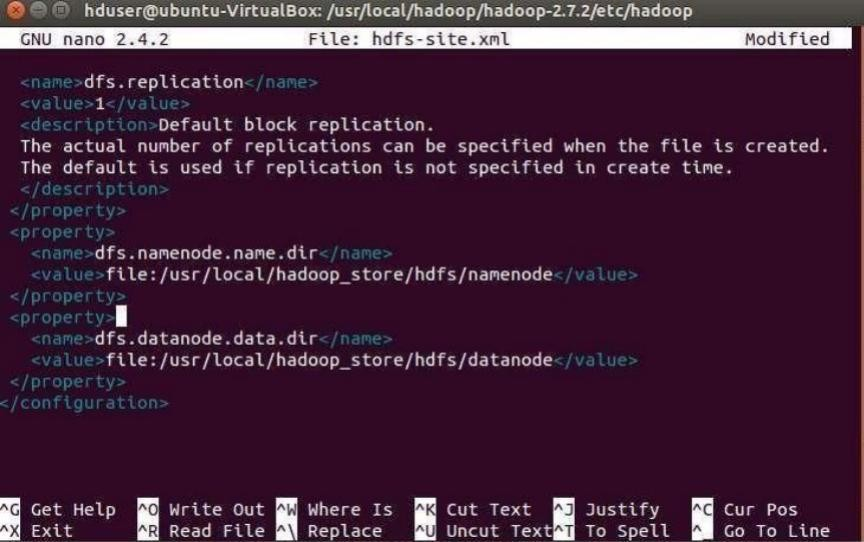 hduser@ubuntu-VirtualBox: /usr/local/hadoop/hadoop-2.7.2/etc/hadoop
GNU nano 2.4.2 File: hdfs-site.xml Modified
<name>dfs.replication</name>
<value>1</value>
<description>Default block replication.
The actual number of replications can be specified when the file is created.
The default is used if replication is not specified in create time.
</description>
</property>
<property>
<name>dfs.namenode.name.dir</name>
<value>file:/usr/local/hadoop_store/hdfs/namenode</value>
</property>
<property>
<name>dfs.datanode.data.dir</name>
<value>file:/usr/local/hadoop_store/hdfs/datanode</value>
</property>
</configuration>
^G Get Help ^O Write Out ^W Where Is ^K Cut Text ^J Justify ^C Cur Pos
^X Exit ^R Read File ^\ Replace ^U Uncut Text ^T To Spell ^_ Go To Line